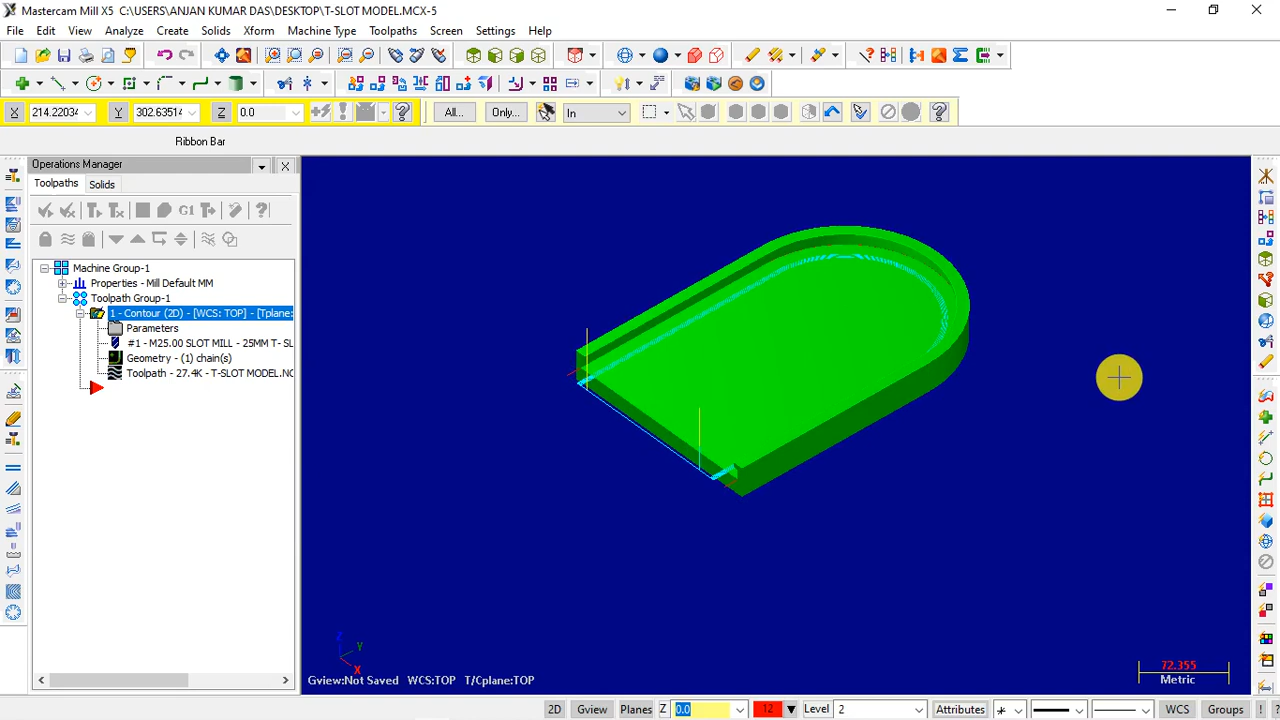 Mastercam Mill X5 C:\USERS\ANJAN KUMAR DAS\DESKTOP\T-SLOT MODEL.MCX-5
File Edit View Analyze Create Solids Xform Machine Type Toolpaths Screen Settings Help
X 214.22034 Y 302.63514 Z 0.0 All... Only... In
Ribbon Bar
Operations Manager
Toolpaths Solids
G1
Machine Group-1
Properties - Mill Default MM
Toolpath Group-1
1 - Contour (2D) - [WCS: TOP] - [Tplane:
Parameters
#1 - M25.00 SLOT MILL - 25MM T- SL
Geometry - (1) chain(s)
Toolpath - 27.4K - T-SLOT MODEL.NC
Z
Y
X
72.355
Metric
Gview:Not Saved WCS:TOP T/Cplane:TOP
2D Gview Planes Z 0.0 12 Level 2 Attributes WCS Groups ! 2